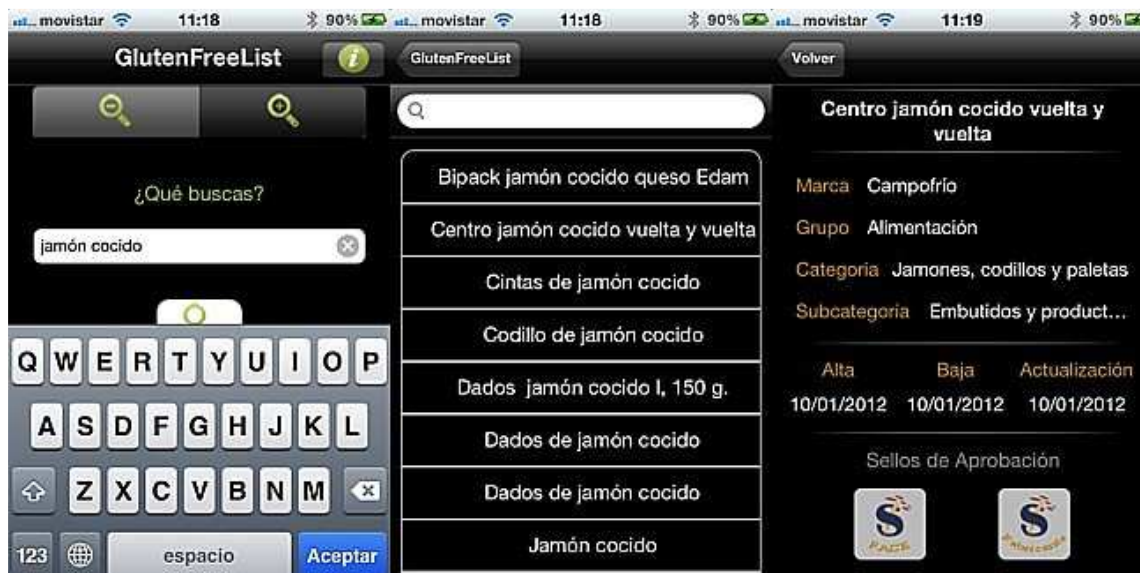 movistar 11:18 90%
GlutenFreeList
¿Qué buscas?
jamón cocido
Q W E R T Y U I O P
A S D F G H J K L
Z X C V B N M
123 espacio Aceptar
movistar 11:18 90%
GlutenFreeList
Bipack jamón cocido queso Edam
Centro jamón cocido vuelta y vuelta
Cintas de jamón cocido
Codillo de jamón cocido
Dados jamón cocido I, 150 g.
Dados de jamón cocido
Dados de jamón cocido
Jamón cocido
movistar 11:19 90%
Volver
Centro jamón cocido vuelta y
vuelta
Marca Campofrío
Grupo Alimentación
Categoria Jamones, codillos y paletas
Subcategoria Embutidos y product...
Alta Baja Actualización
10/01/2012 10/01/2012 10/01/2012
Sellos de Aprobación
S S
FACE